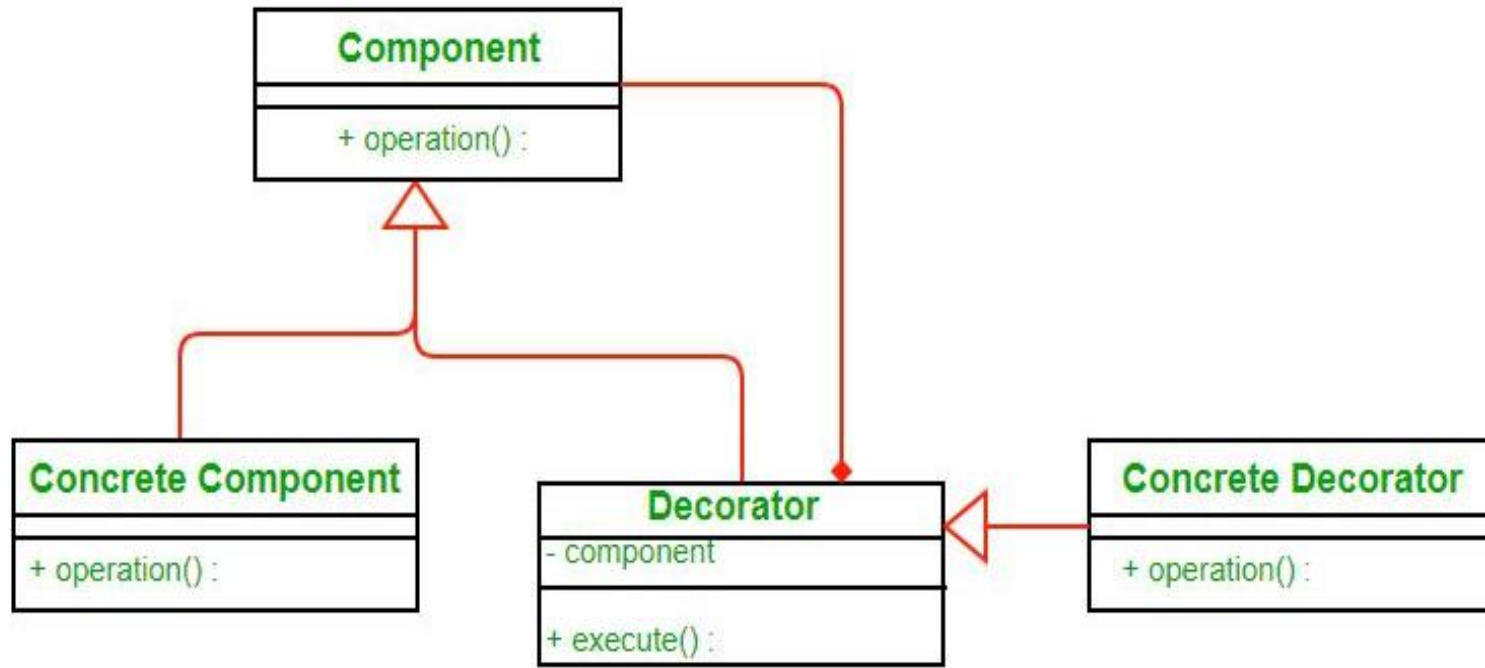 Component
+ operation() :
Concrete Component
+ operation() :
Decorator
- component
+ execute() :
Concrete Decorator
+ operation() :